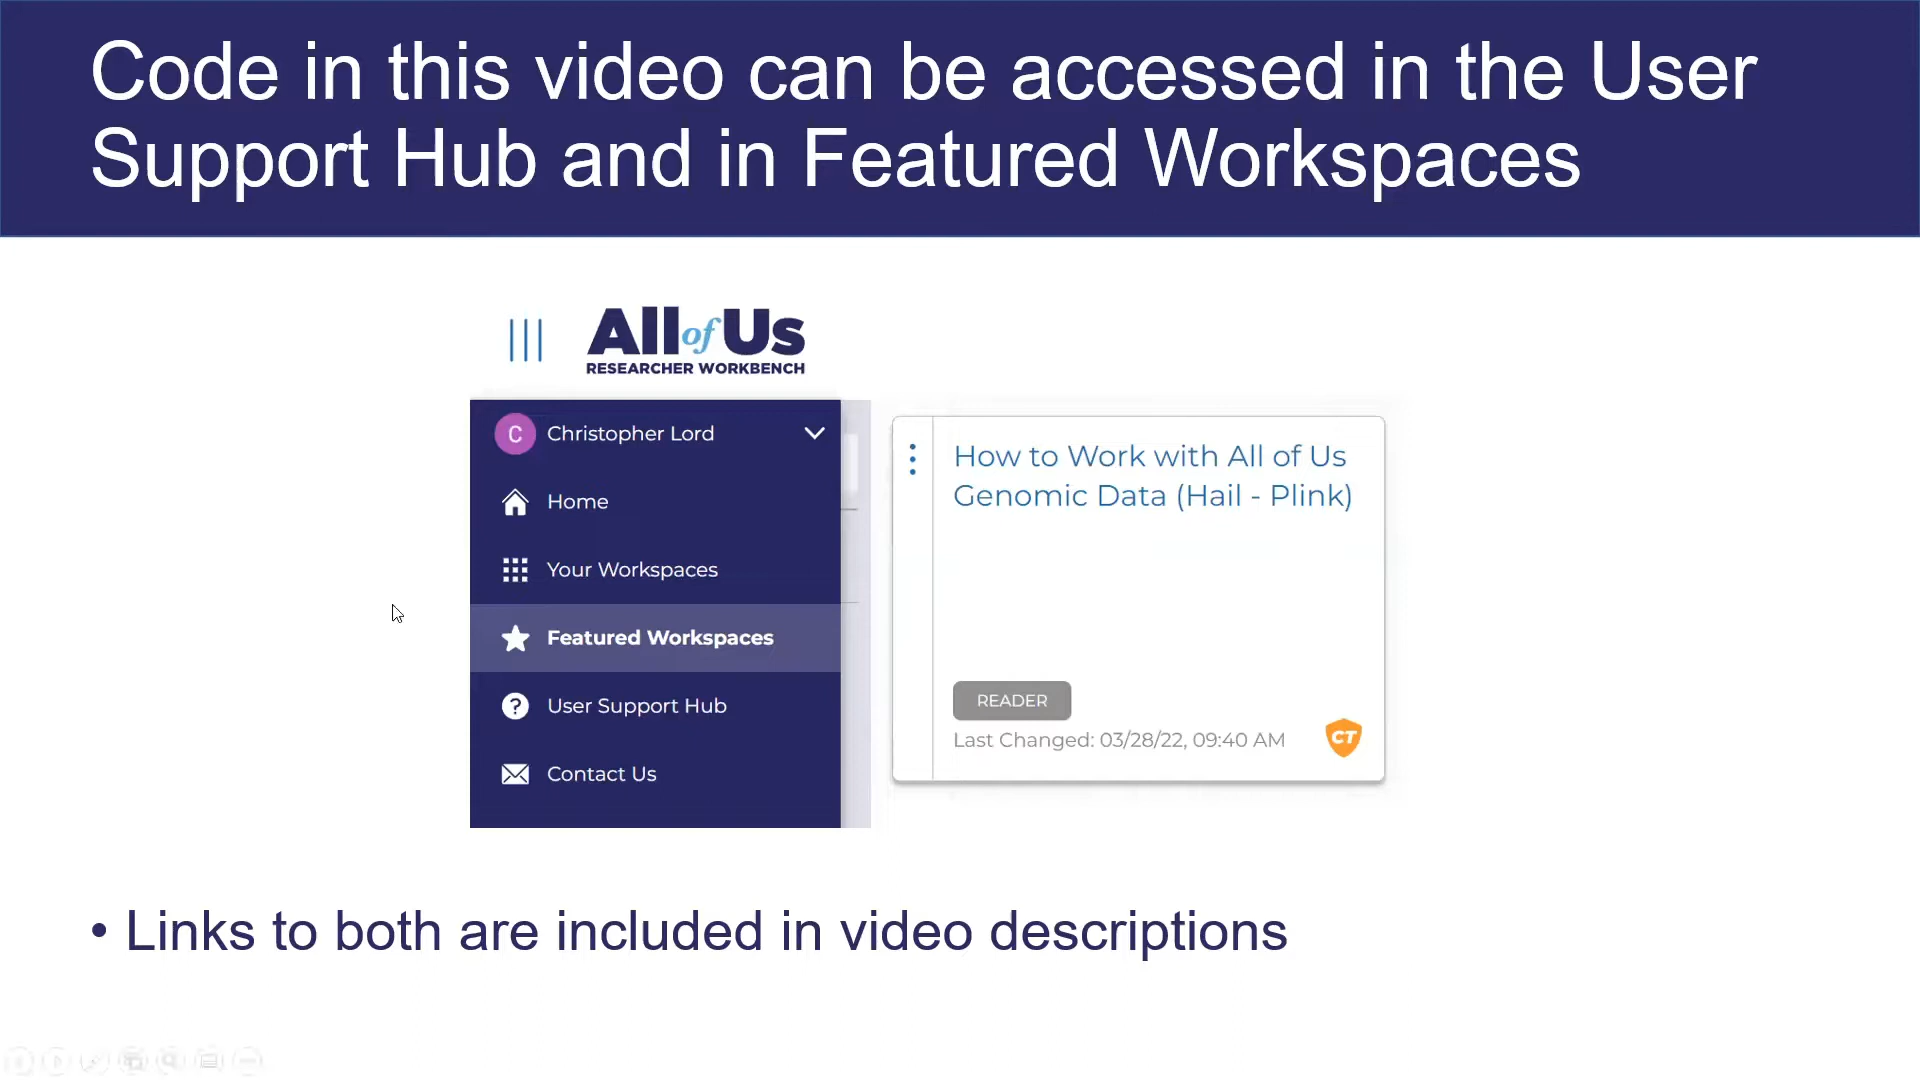 Code in this video can be accessed in the User
Support Hub and in Featured Workspaces
All of Us
RESEARCHER WORKBENCH
C Christopher Lord
Home
Your Workspaces
Featured Workspaces
? User Support Hub
Contact Us
How to Work with All of Us
Genomic Data (Hail - Plink)
READER
Last Changed: 03/28/22, 09:40 AM
CT
• Links to both are included in video descriptions